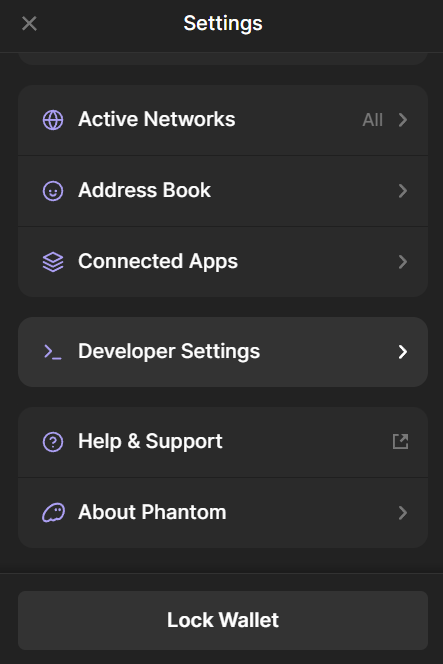 Settings
Active Networks All
Address Book
Connected Apps
Developer Settings
Help & Support
About Phantom
Lock Wallet